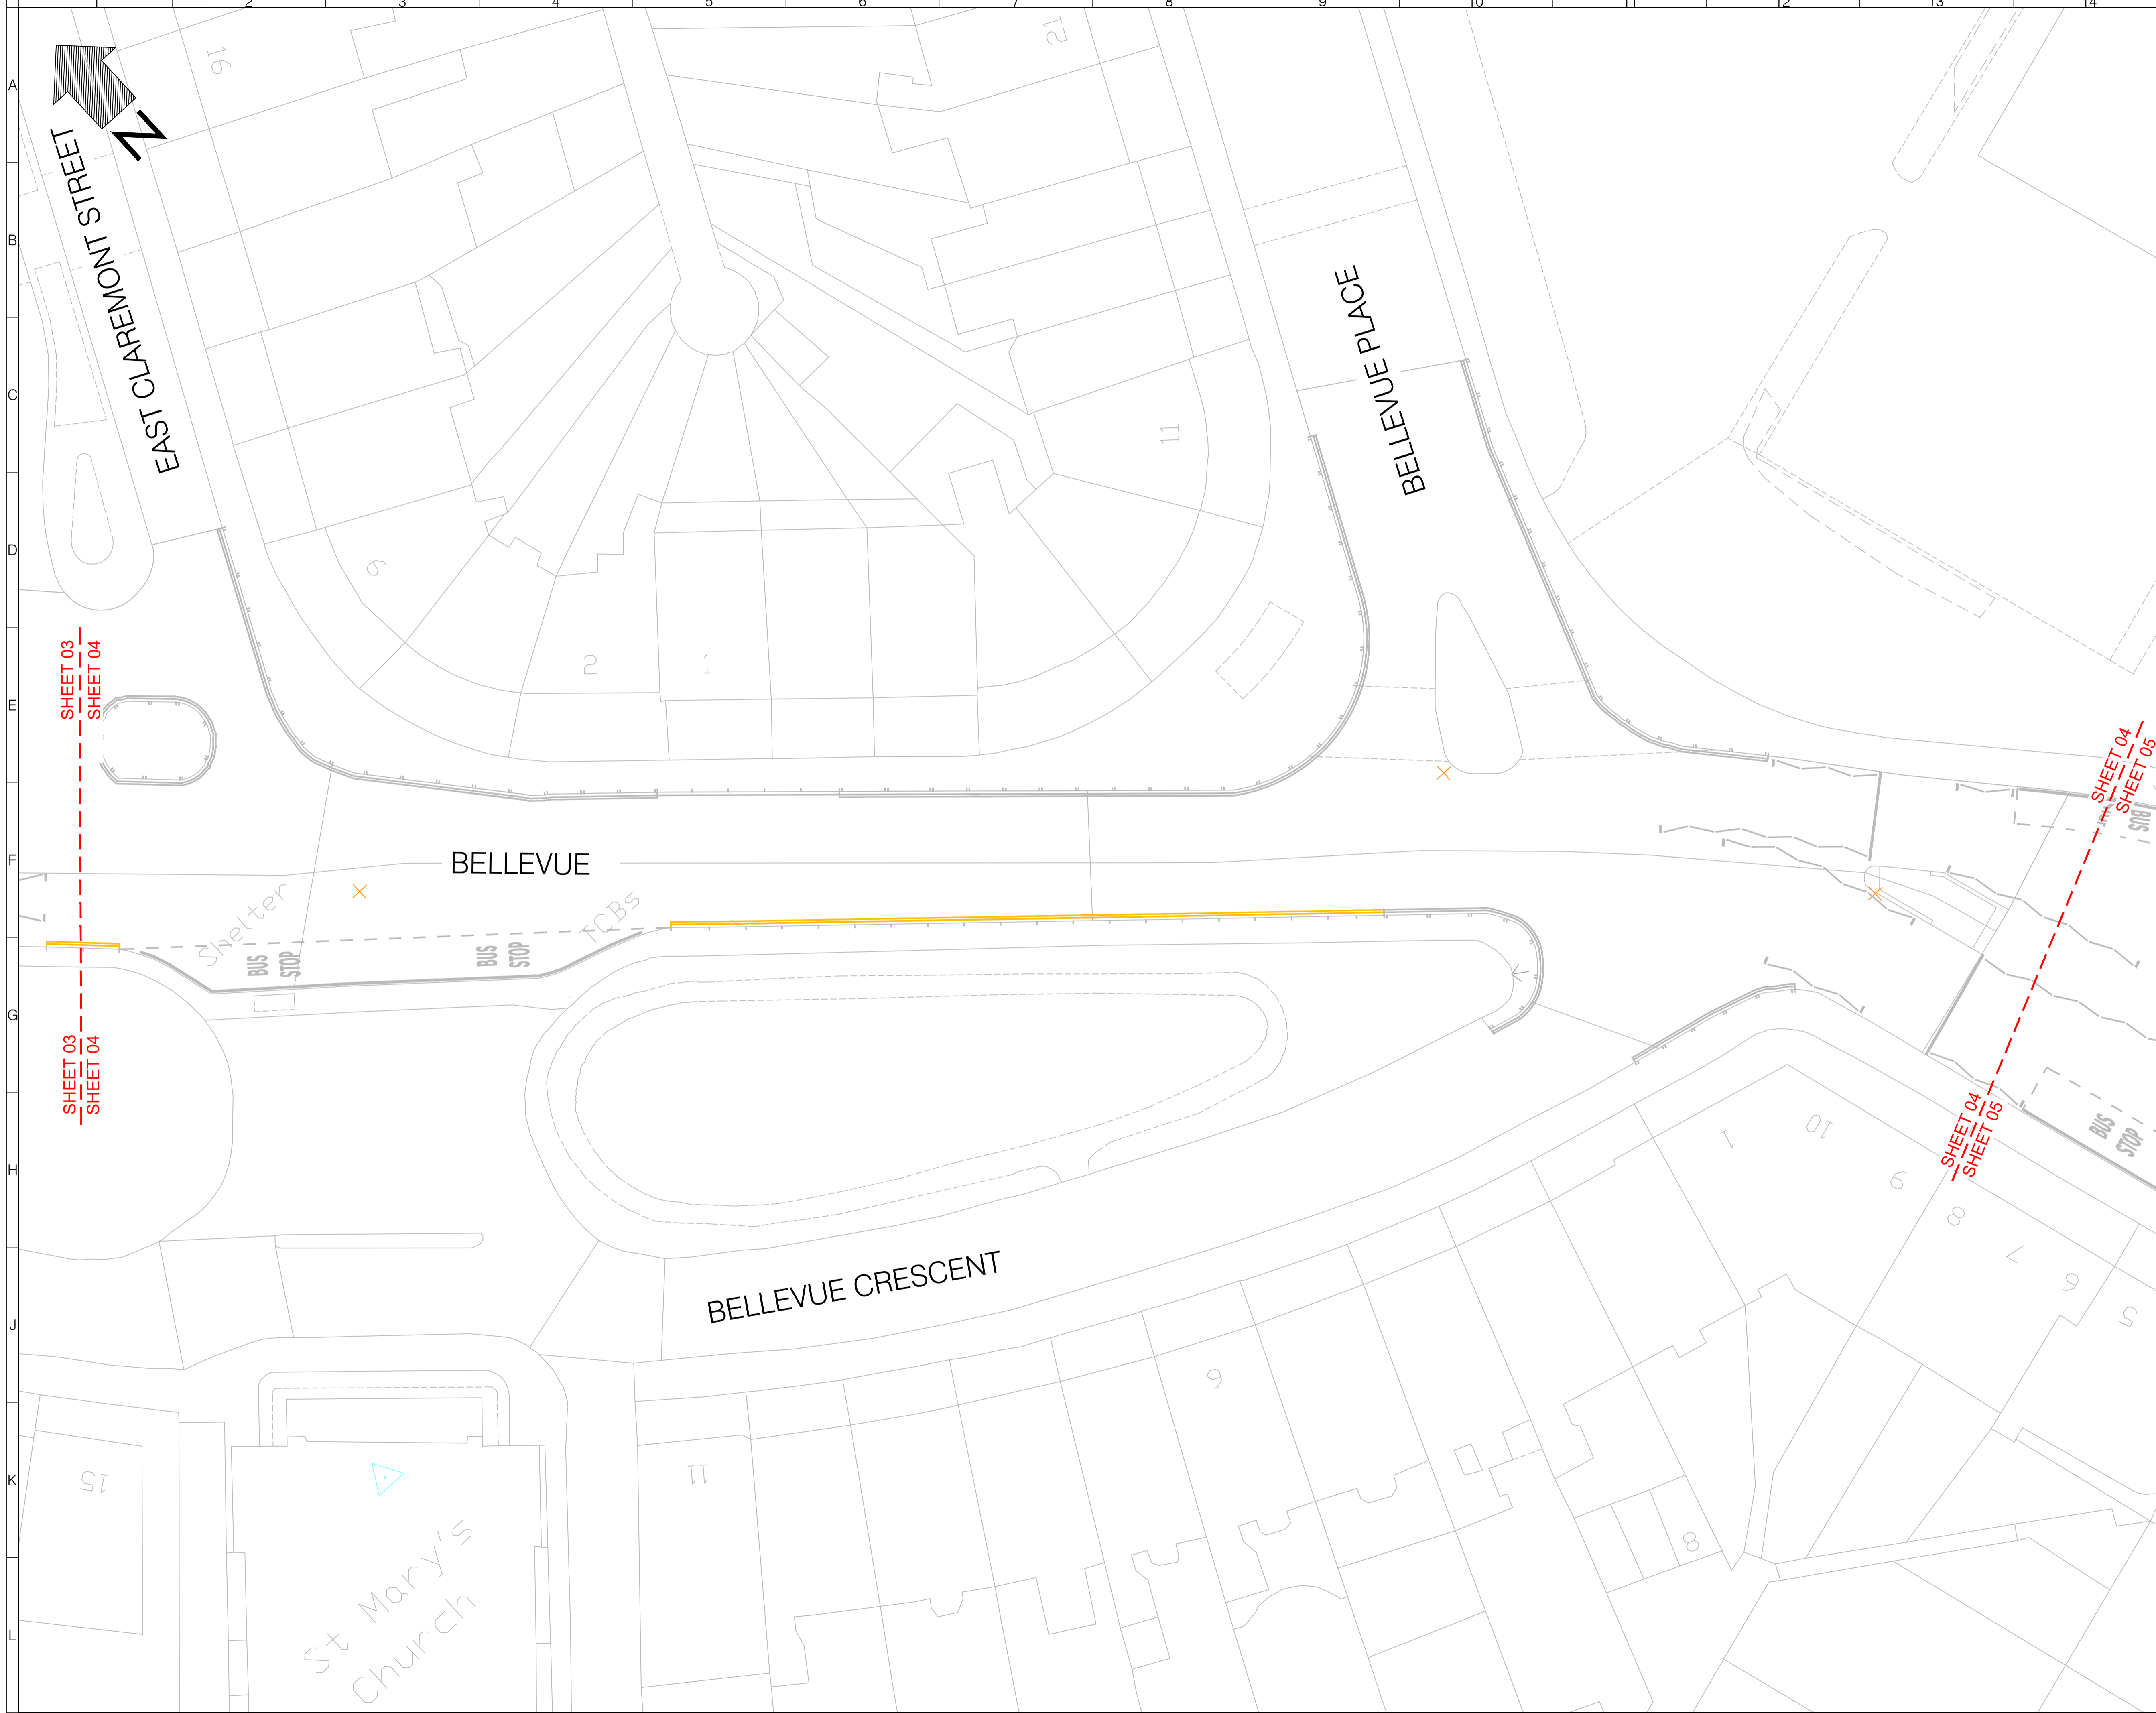 2 3 4 5 6 7 8 9 10 11 12 13 14
A
B
C
D
E
F
G
H
J
K
L
N
EAST CLAREMONT STREET
BELLEVUE PLACE
16
12
11
9
2
1
SHEET 03
SHEET 04
SHEET 04
SHEET 05
BELLEVUE
Shelter
TCBs
BUS
STOP
BUS
STOP
BUS
SHEET 03
SHEET 04
SHEET 04
SHEET 05
BUS
STOP
BELLEVUE CRESCENT
1
10
9
8
7
6
5
15
11
9
8
St Mary's
Church